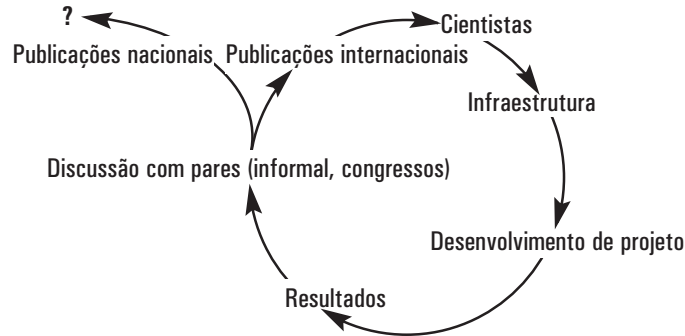 ?
Publicações nacionais
Publicações internacionais
Cientistas
Infraestrutura
Discussão com pares (informal, congressos)
Desenvolvimento de projeto
Resultados